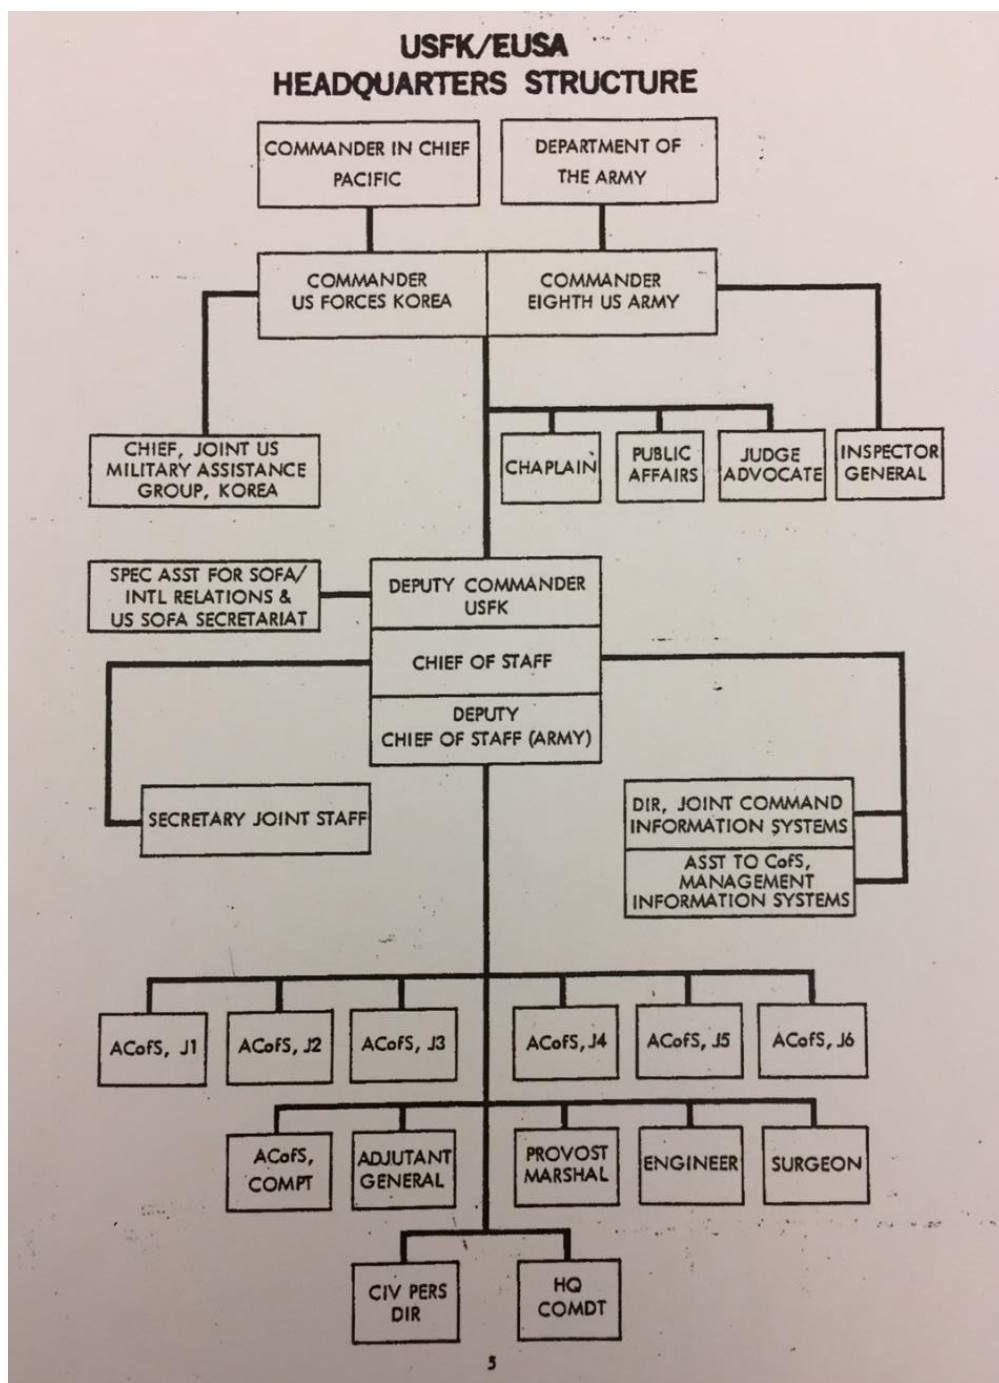 USFK/EUSA
HEADQUARTERS STRUCTURE
COMMANDER IN CHIEF
PACIFIC
DEPARTMENT OF
THE ARMY
COMMANDER
US FORCES KOREA
COMMANDER
EIGHTH US ARMY
CHIEF, JOINT US
MILITARY ASSISTANCE
GROUP, KOREA
CHAPLAIN
PUBLIC
AFFAIRS
JUDGE
ADVOCATE
INSPECTOR
GENERAL
SPEC ASST FOR SOFA/
INTL RELATIONS &
US SOFA SECRETARIAT
DEPUTY COMMANDER
USFK
CHIEF OF STAFF
DEPUTY
CHIEF OF STAFF (ARMY)
SECRETARY JOINT STAFF
DIR, JOINT COMMAND
INFORMATION SYSTEMS
ASST TO CofS,
MANAGEMENT
INFORMATION SYSTEMS
ACofS, J1
ACofS, J2
ACofS, J3
ACofS, J4
ACofS, J5
ACofS, J6
ACofS,
COMPT
ADJUTANT
GENERAL
PROVOST
MARSHAL
ENGINEER
SURGEON
CIV PERS
DIR
HQ
COMDT
5